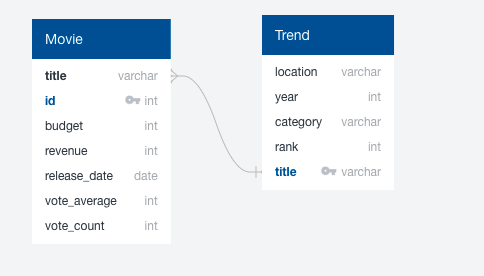 Movie
title varchar
id int
budget int
revenue int
release_date date
vote_average int
vote_count int
Trend
location varchar
year int
category varchar
rank int
title varchar